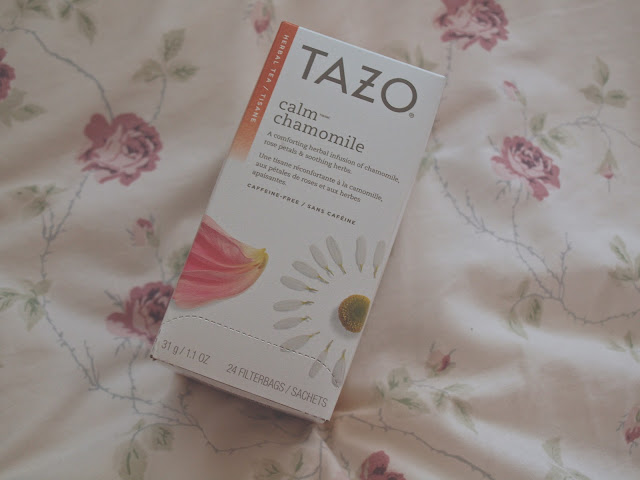 HERBAL TEA / TISANE
TAZO®
calm—
chamomile
A comforting herbal infusion of chamomile,
rose petals & soothing herbs.
Une tisane réconfortante à la camomille,
aux pétales de roses et aux herbes
apaisantes.
CAFFEINE-FREE / SANS CAFÉINE
31 g / 1.1 OZ
24 FILTERBAGS / SACHETS